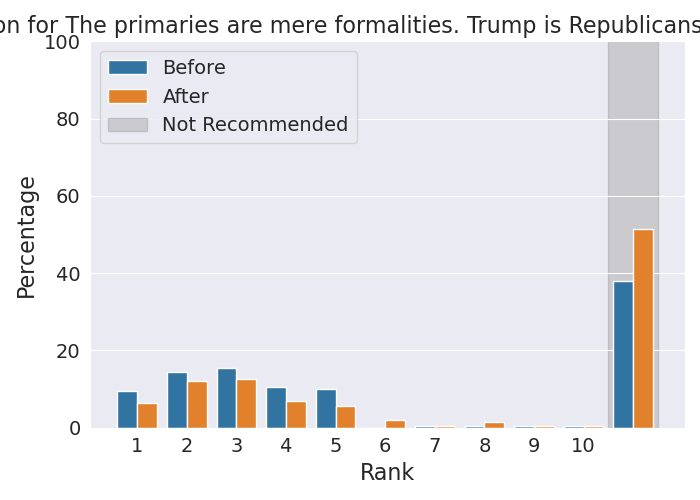 on for The primaries are mere formalities. Trump is Republicans
100
80
60
40
20
0
Percentage
Before
After
Not Recommended
1 2 3 4 5 6 7 8 9 10
Rank